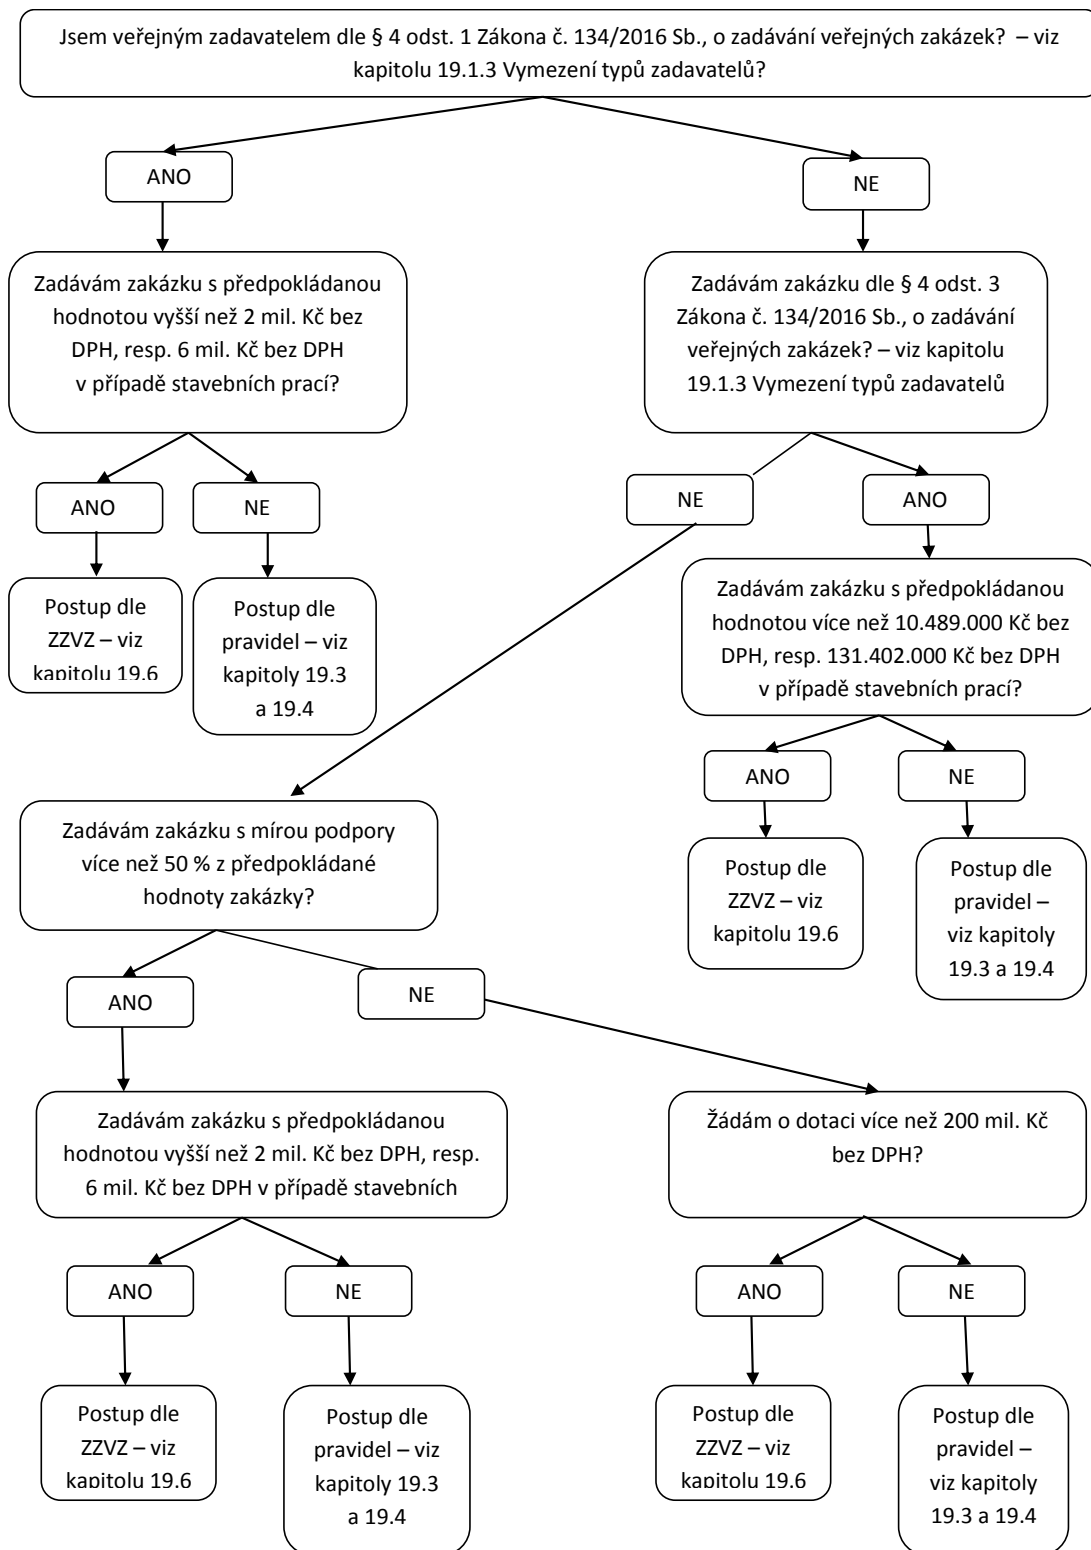 Jsem veřejným zadavatelem dle § 4 odst. 1 Zákona č. 134/2016 Sb., o zadávání veřejných zakázek?  – viz
kapitolu 19.1.3 Vymezení typů zadavatelů?
ANO
NE
Zadávám zakázku s předpokládanou
hodnotou vyšší než 2 mil. Kč bez
DPH, resp. 6 mil. Kč bez DPH
v případě stavebních prací?
Zadávám zakázku dle § 4 odst. 3
Zákona č. 134/2016 Sb., o zadávání
veřejných zakázek? – viz kapitolu
19.1.3 Vymezení typů zadavatelů
ANO
NE
NE
ANO
Postup dle
ZZVZ – viz
kapitolu 19.6
Postup dle
pravidel – viz
kapitoly 19.3
a 19.4
Zadávám zakázku s předpokládanou
hodnotou více než 10.489.000 Kč bez
DPH, resp. 131.402.000 Kč bez DPH
v případě stavebních prací?
ANO
NE
Zadávám zakázku s mírou podpory
více než 50 % z předpokládané
hodnoty zakázky?
Postup dle
ZZVZ – viz
kapitolu 19.6
Postup dle
pravidel –
viz kapitoly
19.3 a 19.4
ANO
NE
Zadávám zakázku s předpokládanou
hodnotou vyšší než 2 mil. Kč bez DPH, resp.
6 mil. Kč bez DPH v případě stavebních
Žádám o dotaci více než 200 mil. Kč
bez DPH?
ANO
NE
ANO
NE
Postup dle
ZZVZ – viz
kapitolu 19.6
Postup dle
pravidel – viz
kapitoly 19.3
a 19.4
Postup dle
ZZVZ – viz
kapitolu 19.6
Postup dle
pravidel –
viz kapitoly
19.3 a 19.4